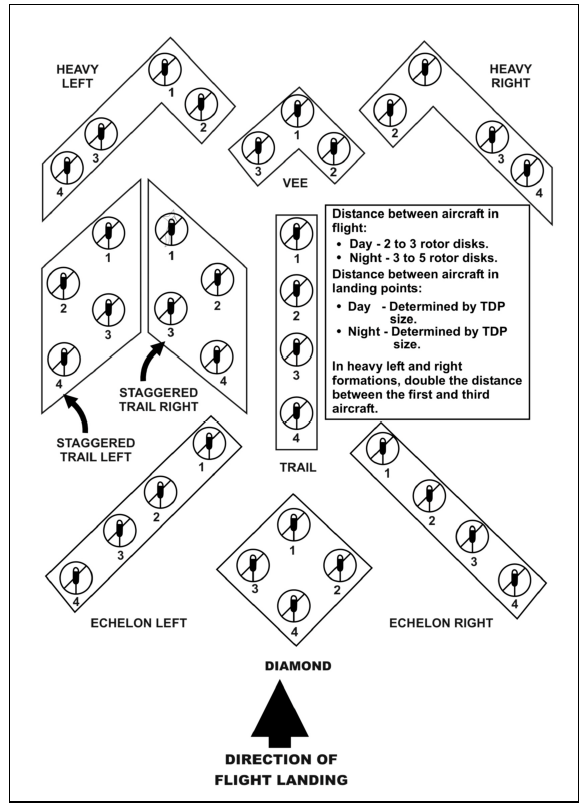 HEAVY
LEFT
1
2
3
4
HEAVY
RIGHT
1
2
3
4
1
3
2
VEE
1
2
3
4
STAGGERED
TRAIL LEFT
1
2
3
4
STAGGERED
TRAIL RIGHT
1
2
3
4
TRAIL
Distance between aircraft in
flight:
• Day - 2 to 3 rotor disks.
• Night - 3 to 5 rotor disks.
Distance between aircraft in
landing points:
• Day - Determined by TDP
size.
• Night - Determined by TDP
size.
In heavy left and right
formations, double the distance
between the first and third
aircraft.
1
2
3
4
ECHELON LEFT
1
3
2
4
DIAMOND
1
2
3
4
ECHELON RIGHT
DIRECTION OF
FLIGHT LANDING